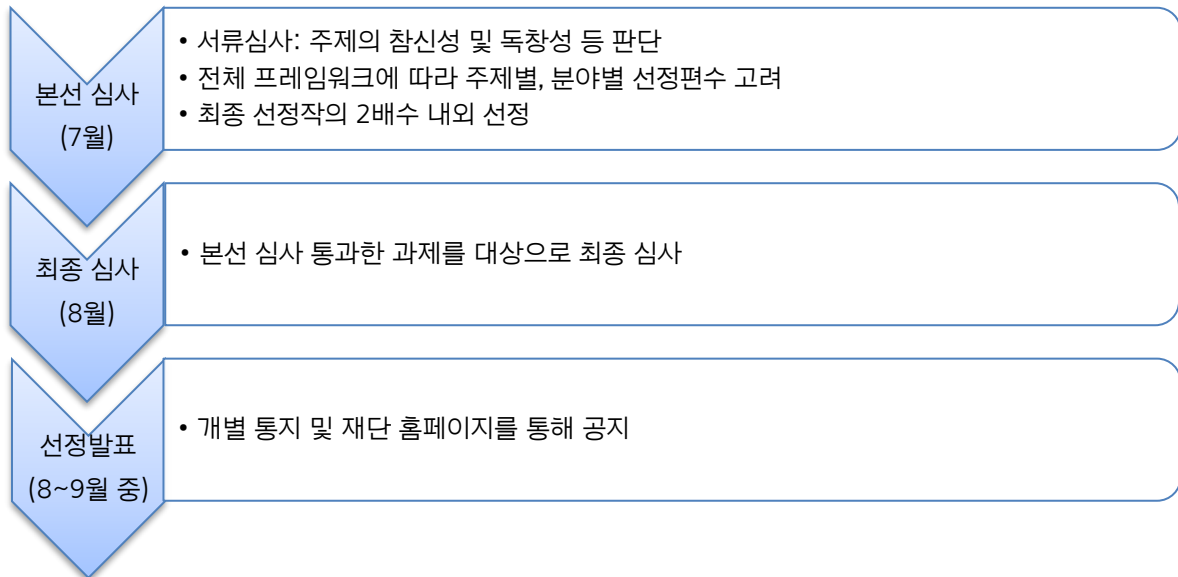 본선 심사
(7월)
• 서류심사: 주제의 참신성 및 독창성 등 판단
• 전체 프레임워크에 따라 주제별, 분야별 선정편수 고려
• 최종 선정작의 2배수 내외 선정
최종 심사
(8월)
• 본선 심사 통과한 과제를 대상으로 최종 심사
선정발표
(8~9월 중)
• 개별 통지 및 재단 홈페이지를 통해 공지